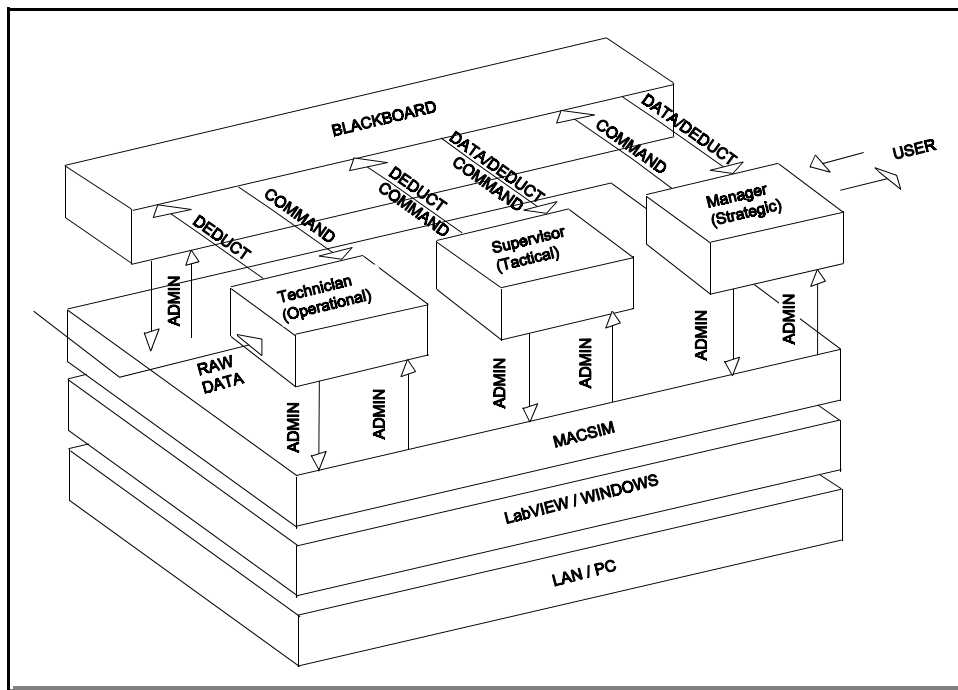 BLACKBOARD
DATA/DEDUCT
COMMAND
USER
DATA/DEDUCT
COMMAND
DEDUCT
COMMAND
COMMAND
DEDUCT
Manager
(Strategic)
Supervisor
(Tactical)
Technician
(Operational)
ADMIN
RAW
DATA
ADMIN
ADMIN
ADMIN
ADMIN
ADMIN
ADMIN
MACSIM
LabVIEW / WINDOWS
LAN / PC